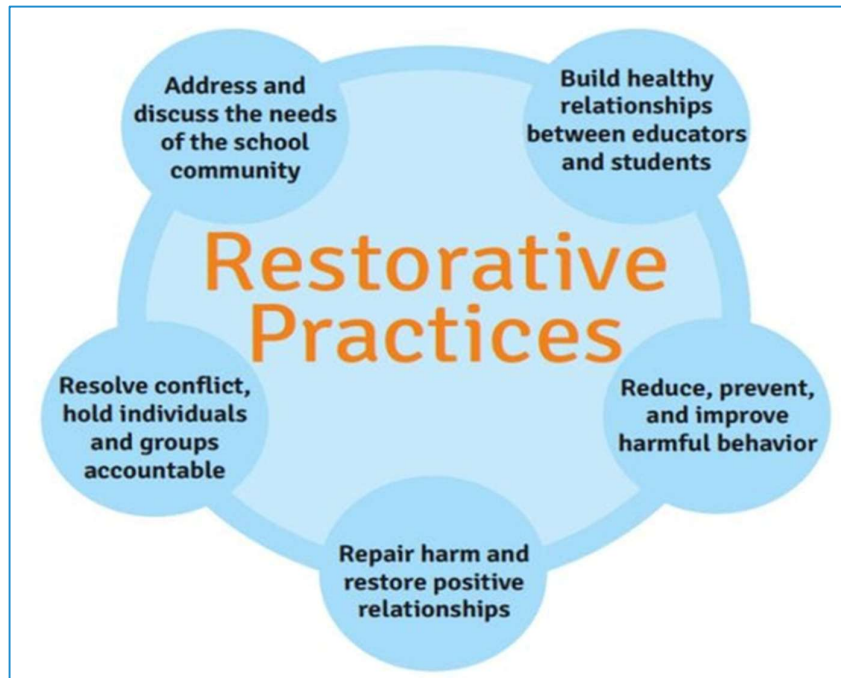 Address and
discuss the needs
of the school
community
Build healthy
relationships
between educators
and students
Restorative
Practices
Resolve conflict,
hold individuals
and groups
accountable
Reduce, prevent,
and improve
harmful behavior
Repair harm and
restore positive
relationships